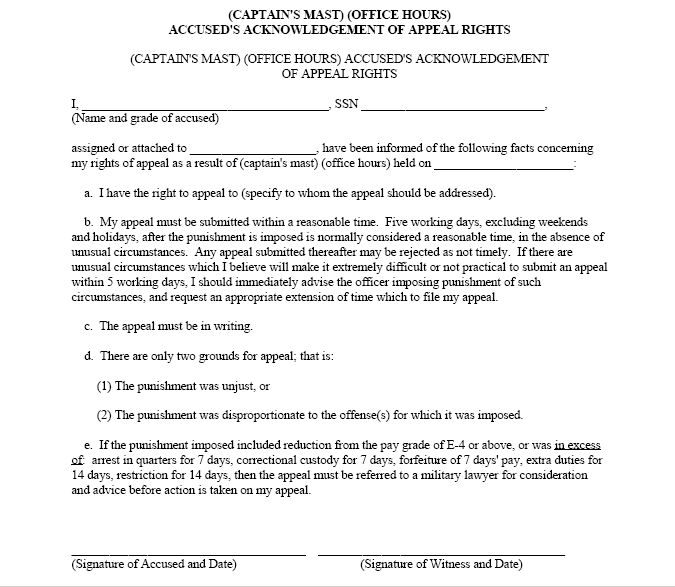 (CAPTAIN'S MAST) (OFFICE HOURS)
ACCUSED'S ACKNOWLEDGEMENT OF APPEAL RIGHTS
(CAPTAIN'S MAST) (OFFICE HOURS) ACCUSED'S ACKNOWLEDGEMENT
OF APPEAL RIGHTS
I, ________________________________________, SSN ______________________________,
(Name and grade of accused)
assigned or attached to ____________________, have been informed of the following facts concerning
my rights of appeal as a result of (captain's mast) (office hours) held on ______________________:
a. I have the right to appeal to (specify to whom the appeal should be addressed).
b. My appeal must be submitted within a reasonable time. Five working days, excluding weekends
and holidays, after the punishment is imposed is normally considered a reasonable time, in the absence of
unusual circumstances. Any appeal submitted thereafter may be rejected as not timely. If there are
unusual circumstances which I believe will make it extremely difficult or not practical to submit an appeal
within 5 working days, I should immediately advise the officer imposing punishment of such
circumstances, and request an appropriate extension of time which to file my appeal.
c. The appeal must be in writing.
d. There are only two grounds for appeal; that is:
(1) The punishment was unjust, or
(2) The punishment was disproportionate to the offense(s) for which it was imposed.
e. If the punishment imposed included reduction from the pay grade of E-4 or above, or was in excess
of: arrest in quarters for 7 days, correctional custody for 7 days, forfeiture of 7 days' pay, extra duties for
14 days, restriction for 14 days, then the appeal must be referred to a military lawyer for consideration
and advice before action is taken on my appeal.
______________________________________ ________________________________________
(Signature of Accused and Date) (Signature of Witness and Date)